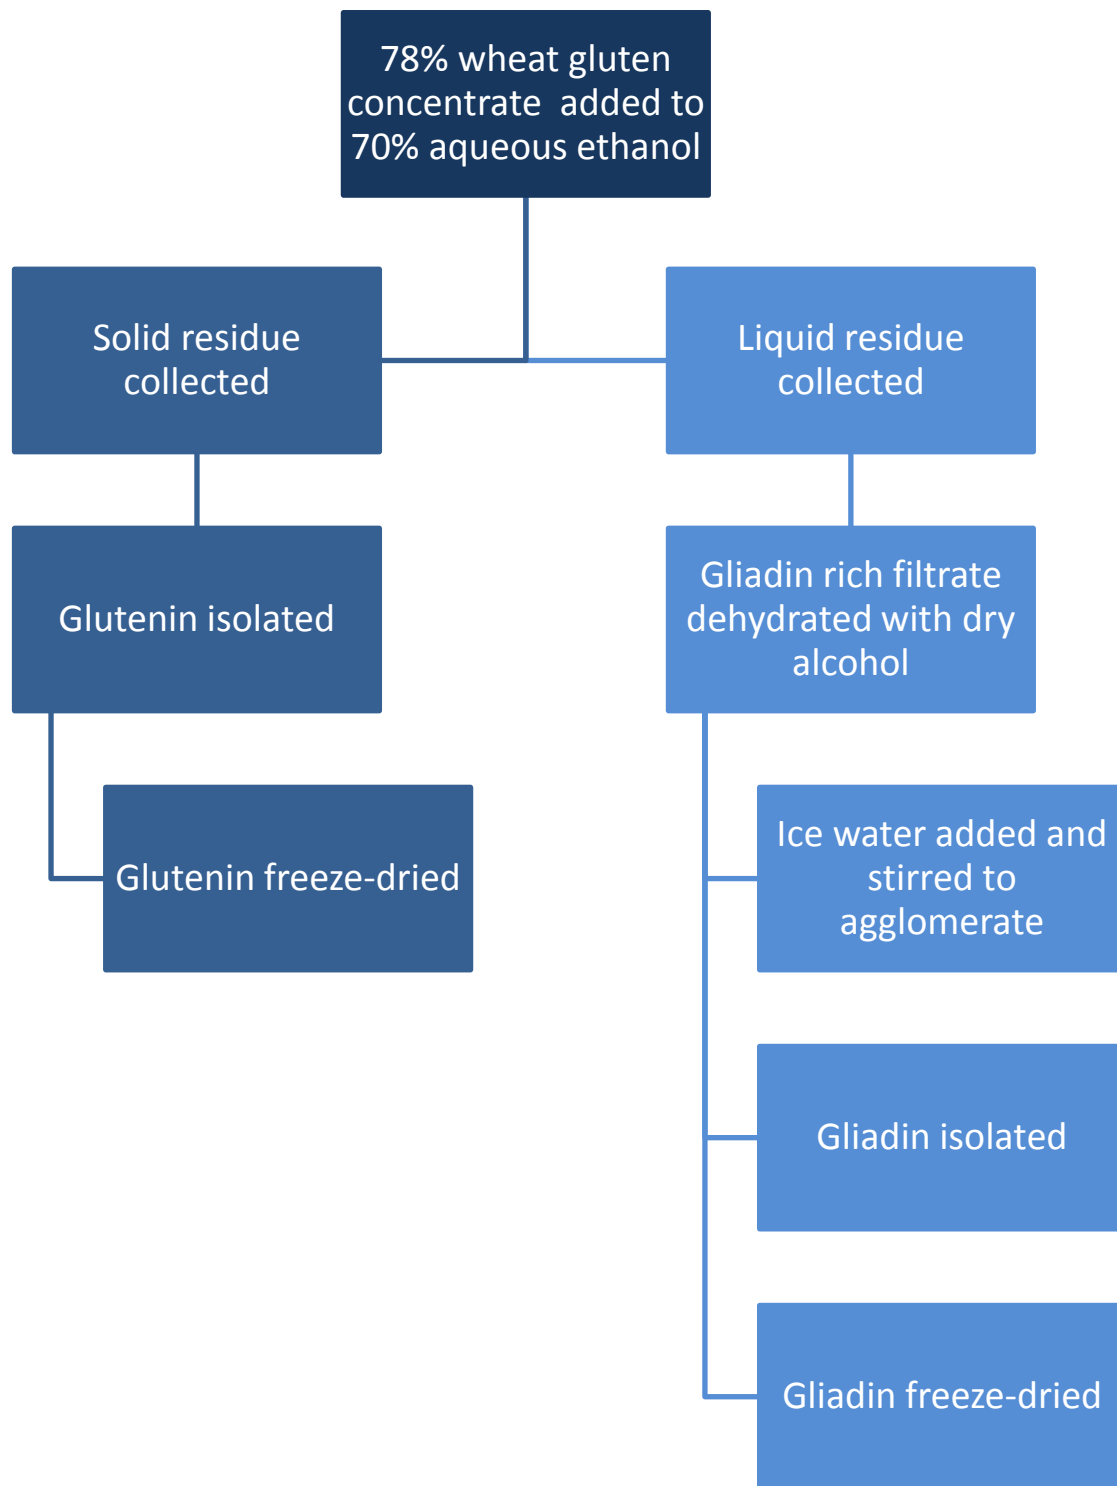 78% wheat gluten
concentrate added to
70% aqueous ethanol
Solid residue
collected
Liquid residue
collected
Glutenin isolated
Gliadin rich filtrate
dehydrated with dry
alcohol
Glutenin freeze-dried
Ice water added and
stirred to
agglomerate
Gliadin isolated
Gliadin freeze-dried